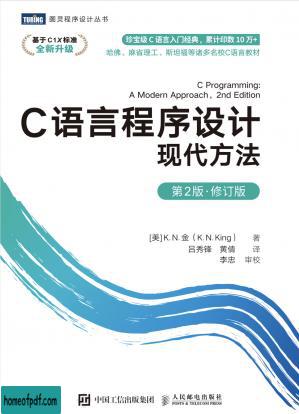 TURING 图灵程序设计丛书
基于C1X标准
全新升级
珍宝级C语言入门经典，累计印数10万+
哈佛、麻省理工、斯坦福等诸多名校C语言教材
C Programming:
A Modern Approach, 2nd Edition
C语言程序设计
现代方法
第2版·修订版
[美]K. N. 金（K. N. King） 著
吕秀锋 黄倩 译
李忠 审校
homeofpdf.com
中国工信出版集团 人民邮电出版社
POSTS & TELECOM PRESS